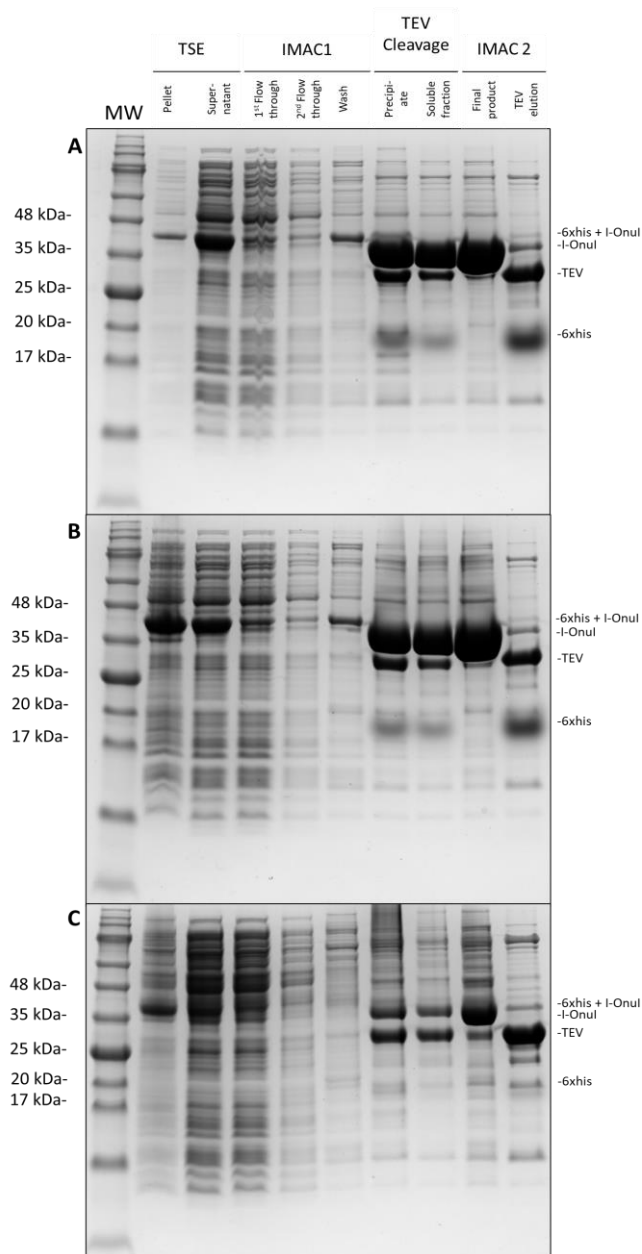 TSE
IMAC1
TEV
Cleavage
IMAC 2
MW
Pellet
Super-
natant
1st Flow
through
2nd Flow
through
Wash
Precipi-
ate
Soluble
fraction
Final
product
TEV
elution
A
48 kDa-
35 kDa-
25 kDa-
20 kDa-
17 kDa-
-6xhis + I-OnuI
-I-OnuI
-TEV
-6xhis
B
48 kDa-
35 kDa-
25 kDa-
20 kDa-
17 kDa-
-6xhis + I-OnuI
-I-OnuI
-TEV
-6xhis
C
48 kDa-
35 kDa-
25 kDa-
20 kDa-
17 kDa-
-6xhis + I-OnuI
-I-OnuI
-TEV
-6xhis